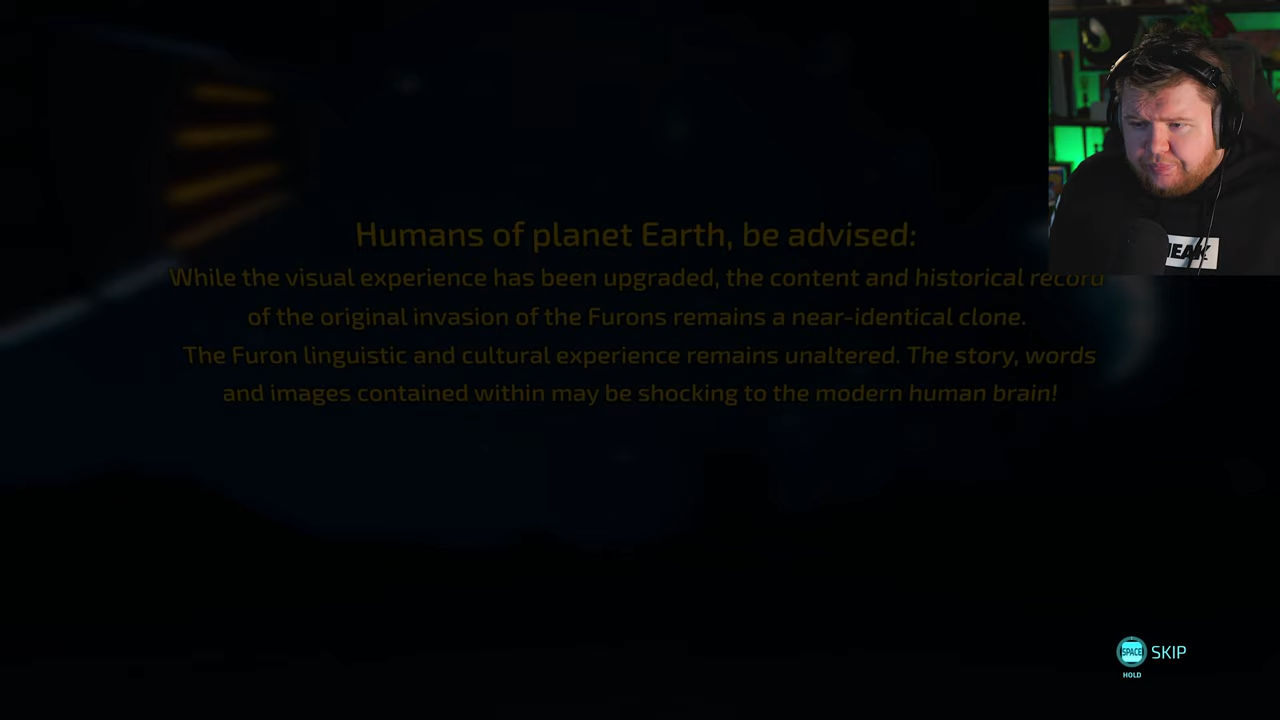 Humans of planet Earth, be advised:
While the visual experience has been upgraded, the content and historical record
of the original invasion of the Furons remains a near-identical clone.
The Furon linguistic and cultural experience remains unaltered. The story, words
and images contained within may be shocking to the modern human brain!
SPACE SKIP
HOLD